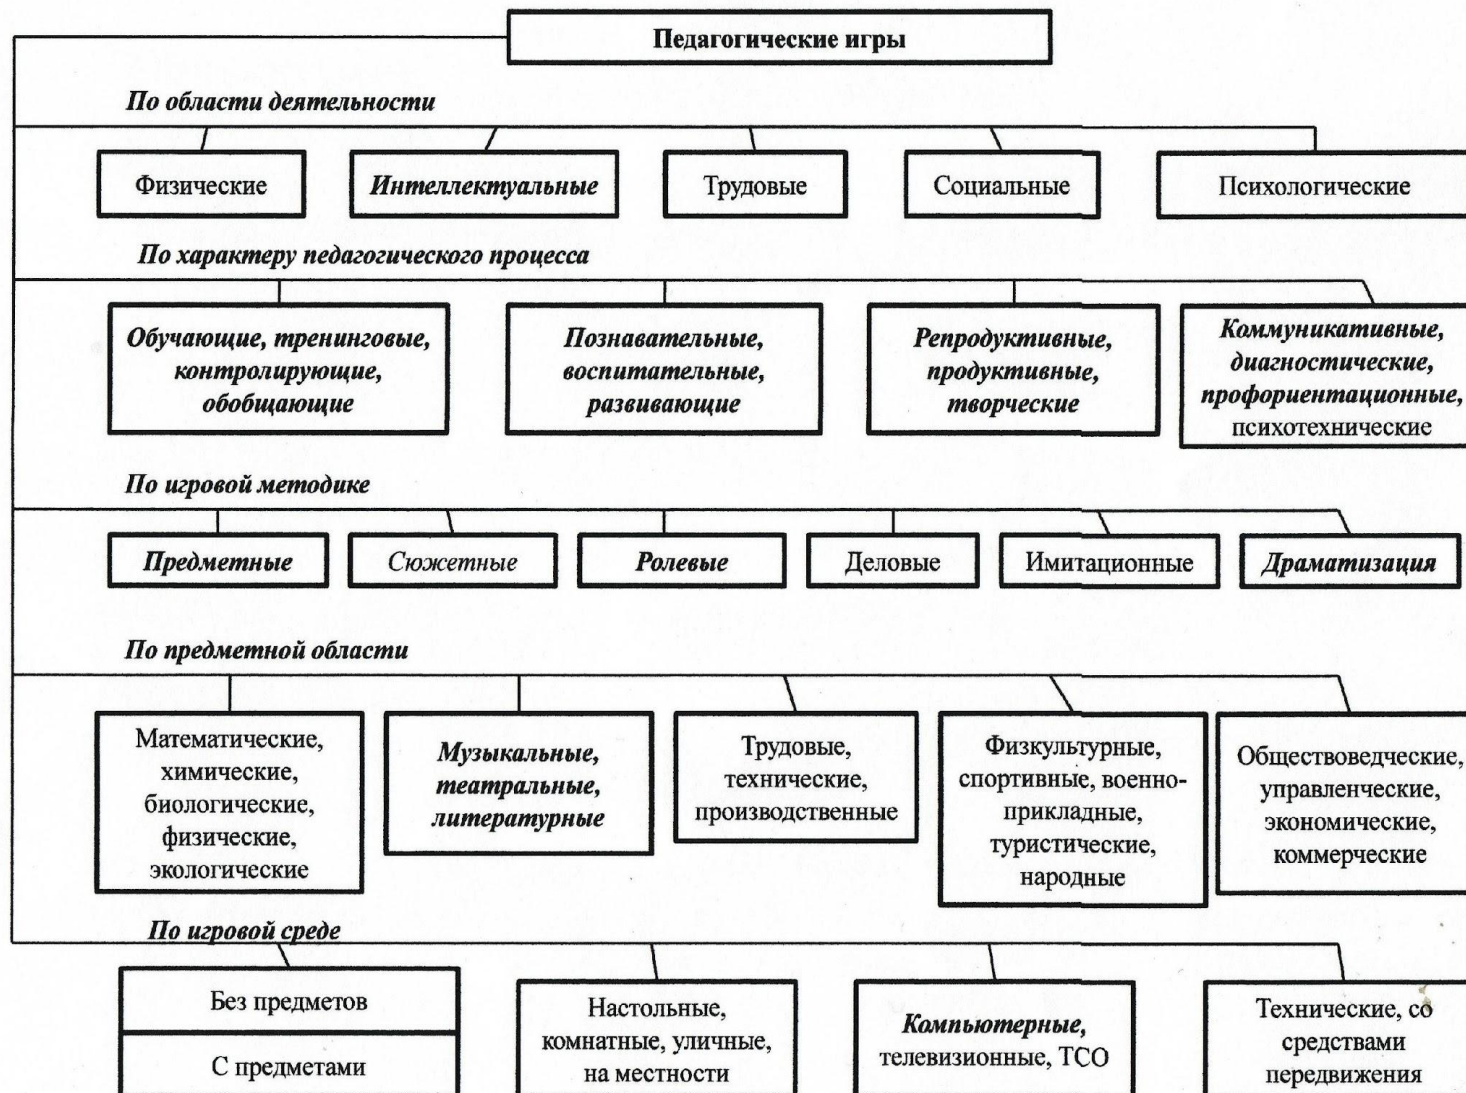 Педагогические игры
По области деятельности
Физические
Интеллектуальные
Трудовые
Социальные
Психологические
По характеру педагогического процесса
Обучающие, тренинговые,
контролирующие,
обобщающие
Познавательные,
воспитательные,
развивающие
Репродуктивные,
продуктивные,
творческие
Коммуникативные,
диагностические,
профориентационные,
психотехнические
По игровой методике
Предметные
Сюжетные
Ролевые
Деловые
Имитационные
Драматизация
По предметной области
Математические,
химические,
биологические,
физические,
экологические
Музыкальные,
театральные,
литературные
Трудовые,
технические,
производственные
Физкультурные,
спортивные, военно-
прикладные,
туристические,
народные
Обществоведческие,
управленческие,
экономические,
коммерческие
По игровой среде
Без предметов
С предметами
Настольные,
комнатные, уличные,
на местности
Компьютерные,
телевизионные, ТСО
Технические, со
средствами
передвижения